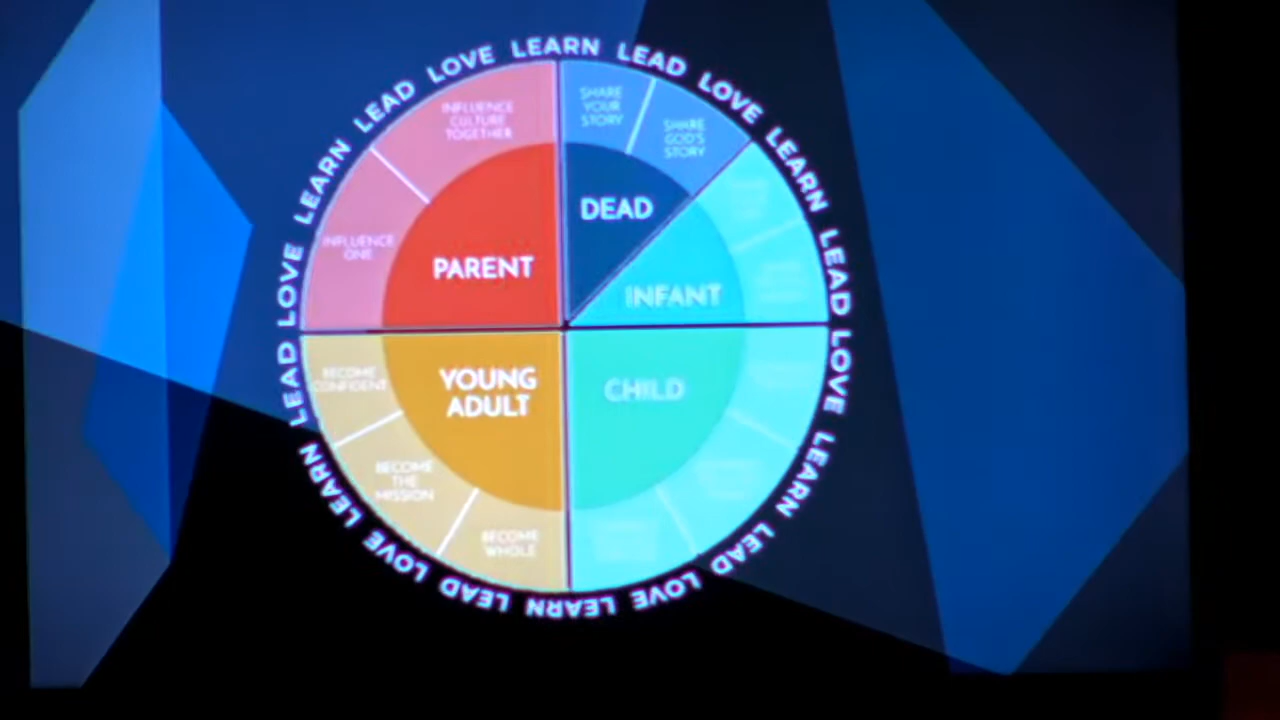 LOVE LEARN LEAD LOVE LEARN LEAD LOVE LEARN LEAD LOVE LEARN LEARN LEAD LOVE LEARN LEAD LOVE LEARN LEAD
SHARE
YOUR
STORY
SHARE
GOD'S
STORY
DEAD
INFANT
CHILD
YOUNG
ADULT
BECOME
WHOLE
BECOME
THE
MISSION
BECOME
CONFIDENT
PARENT
INFLUENCE
ONE
INFLUENCE
CULTURE
TOGETHER